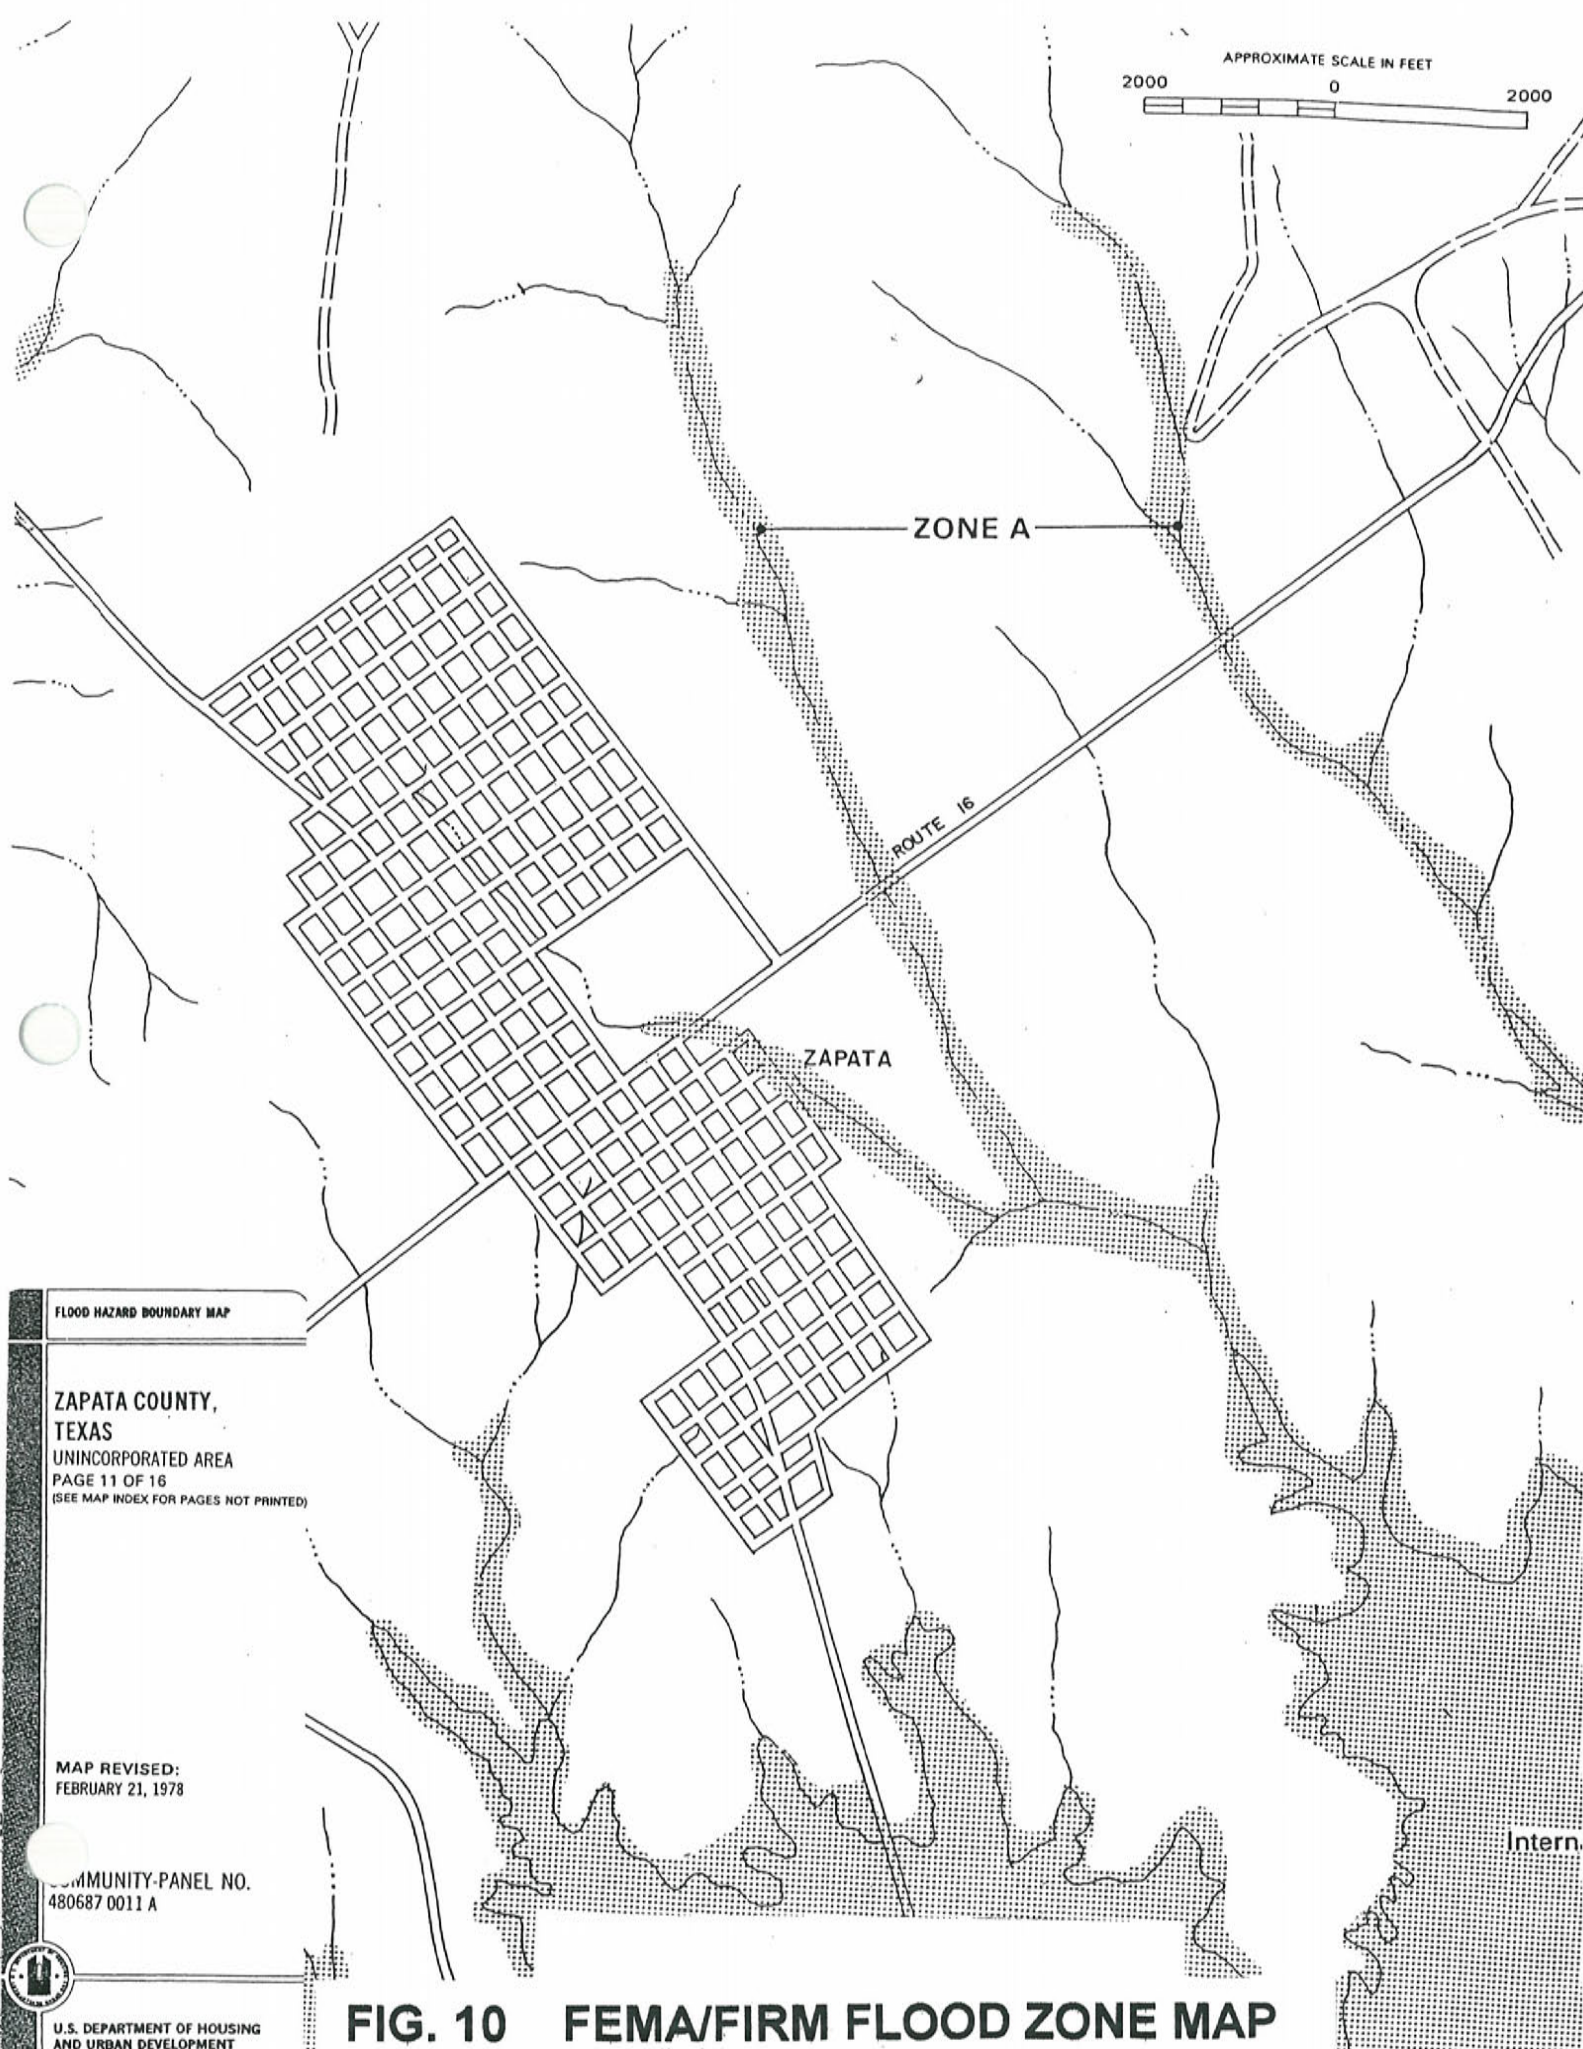 APPROXIMATE SCALE IN FEET
2000 0 2000
ZONE A
ROUTE 16
ZAPATA
FLOOD HAZARD BOUNDARY MAP
ZAPATA COUNTY,
TEXAS
UNINCORPORATED AREA
PAGE 11 OF 16
(SEE MAP INDEX FOR PAGES NOT PRINTED)
MAP REVISED:
FEBRUARY 21, 1978
OMMUNITY-PANEL NO.
480687 0011 A
Intern
U.S. DEPARTMENT OF HOUSING
AND URBAN DEVELOPMENT
FIG. 10 FEMA/FIRM FLOOD ZONE MAP